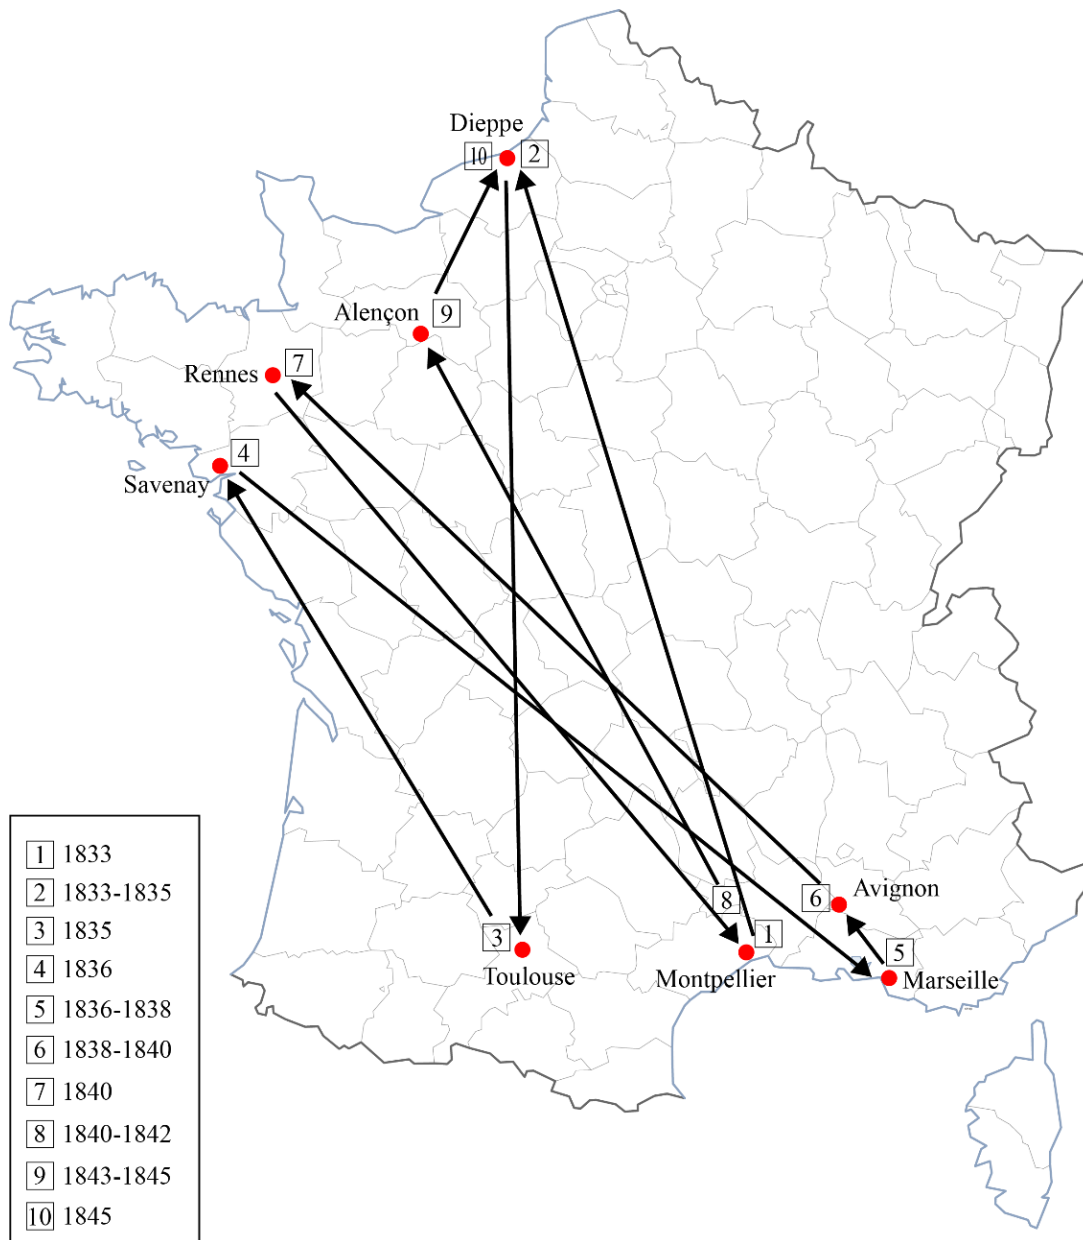 Dieppe
10
2
Alençon
9
Rennes
7
4
Savenay
8
6
Avignon
3
1
5
Toulouse
Montpellier
Marseille
1 1833
2 1833-1835
3 1835
4 1836
5 1836-1838
6 1838-1840
7 1840
8 1840-1842
9 1843-1845
10 1845